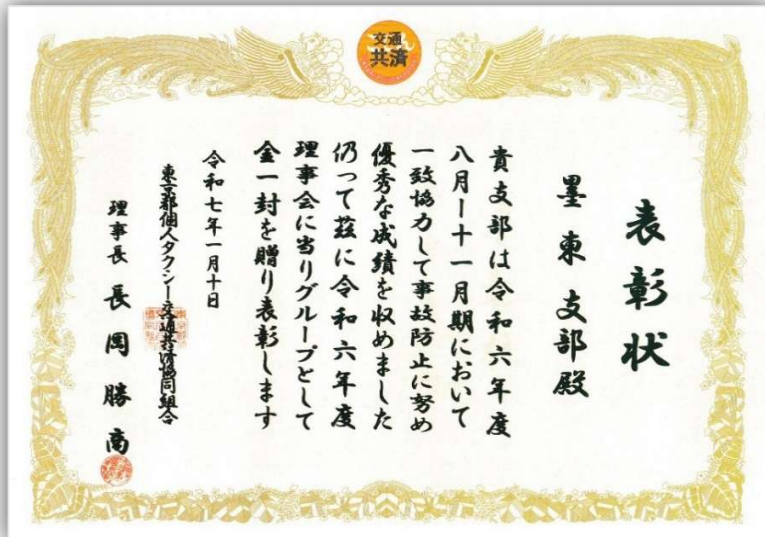 交通
共済
表彰状
墨東支部殿
貴支部は令和六年度
八月ー十一月期において
一致協力して事故防止に努め
優秀な成績を収めました
仍って茲に令和六年度
理事会に当りグループとして
金一封を贈り表彰します
令和七年一月十日
東京都個人タクシー交通共済協同組合
理事長 長岡勝商